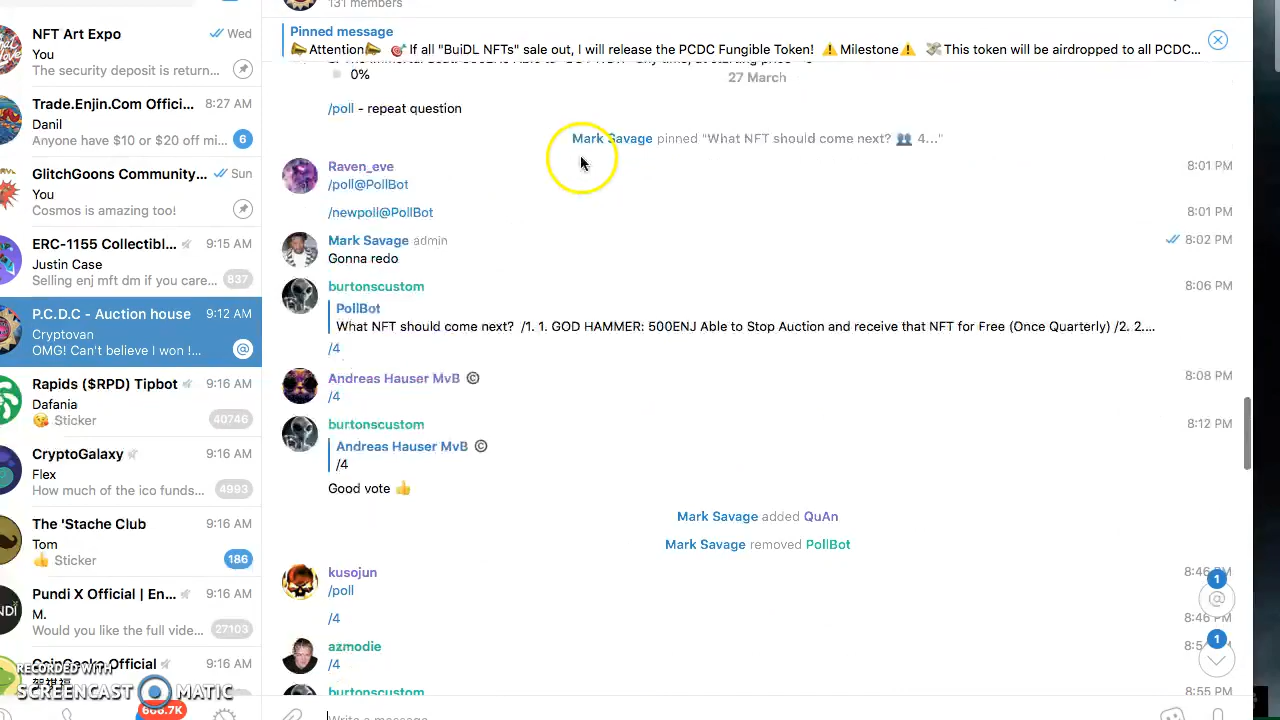 NFT Art Expo
Wed
You
The security deposit is return...
Trade.Enjin.Com Offici...
8:27 AM
Danil
Anyone have $10 or $20 off mi...
6
GlitchGoons Community...
Sun
You
Cosmos is amazing too!
ERC-1155 Collectibl...
9:15 AM
Justin Case
Selling enj mft dm if you care...
837
P.C.D.C - Auction house
9:12 AM
Cryptovan
OMG! Can't believe I won !...
@
Rapids ($RPD) Tipbot
9:16 AM
Dafania
Sticker
40746
CryptoGalaxy
9:16 AM
Flex
How much of the ico funds...
4993
The 'Stache Club
9:16 AM
Tom
Sticker
186
Pundi X Official | En...
9:16 AM
M.
Would you like the full vide...
27103
Official
9:16 AM
RECORDED WITH
SCREENCAST MATIC
131 members
Pinned message
📣Attention📣 🎯If all "BuiDL NFTs" sale out, I will release the PCDC Fungible Token! ⚠️Milestone⚠️ 💸This token will be airdropped to all PCDC...
0%
27 March
/poll - repeat question
Mark Savage pinned "What NFT should come next? 👥 4..."
Raven_eve
8:01 PM
/poll@PollBot
/newpoll@PollBot
8:01 PM
Mark Savage admin
8:02 PM
Gonna redo
burtonscustom
8:06 PM
PollBot
What NFT should come next? /1. 1. GOD HAMMER: 500ENJ Able to Stop Auction and receive that NFT for Free (Once Quarterly) /2. 2....
/4
Andreas Hauser MvB ©
8:08 PM
/4
burtonscustom
8:12 PM
Andreas Hauser MvB ©
/4
Good vote 👍
Mark Savage added QuAn
Mark Savage removed PollBot
kusojun
8:46 PM
/poll
/4
8:46 PM
azmodie
/4
burtonscustom
8:55 PM
1
@
1
Write a message...